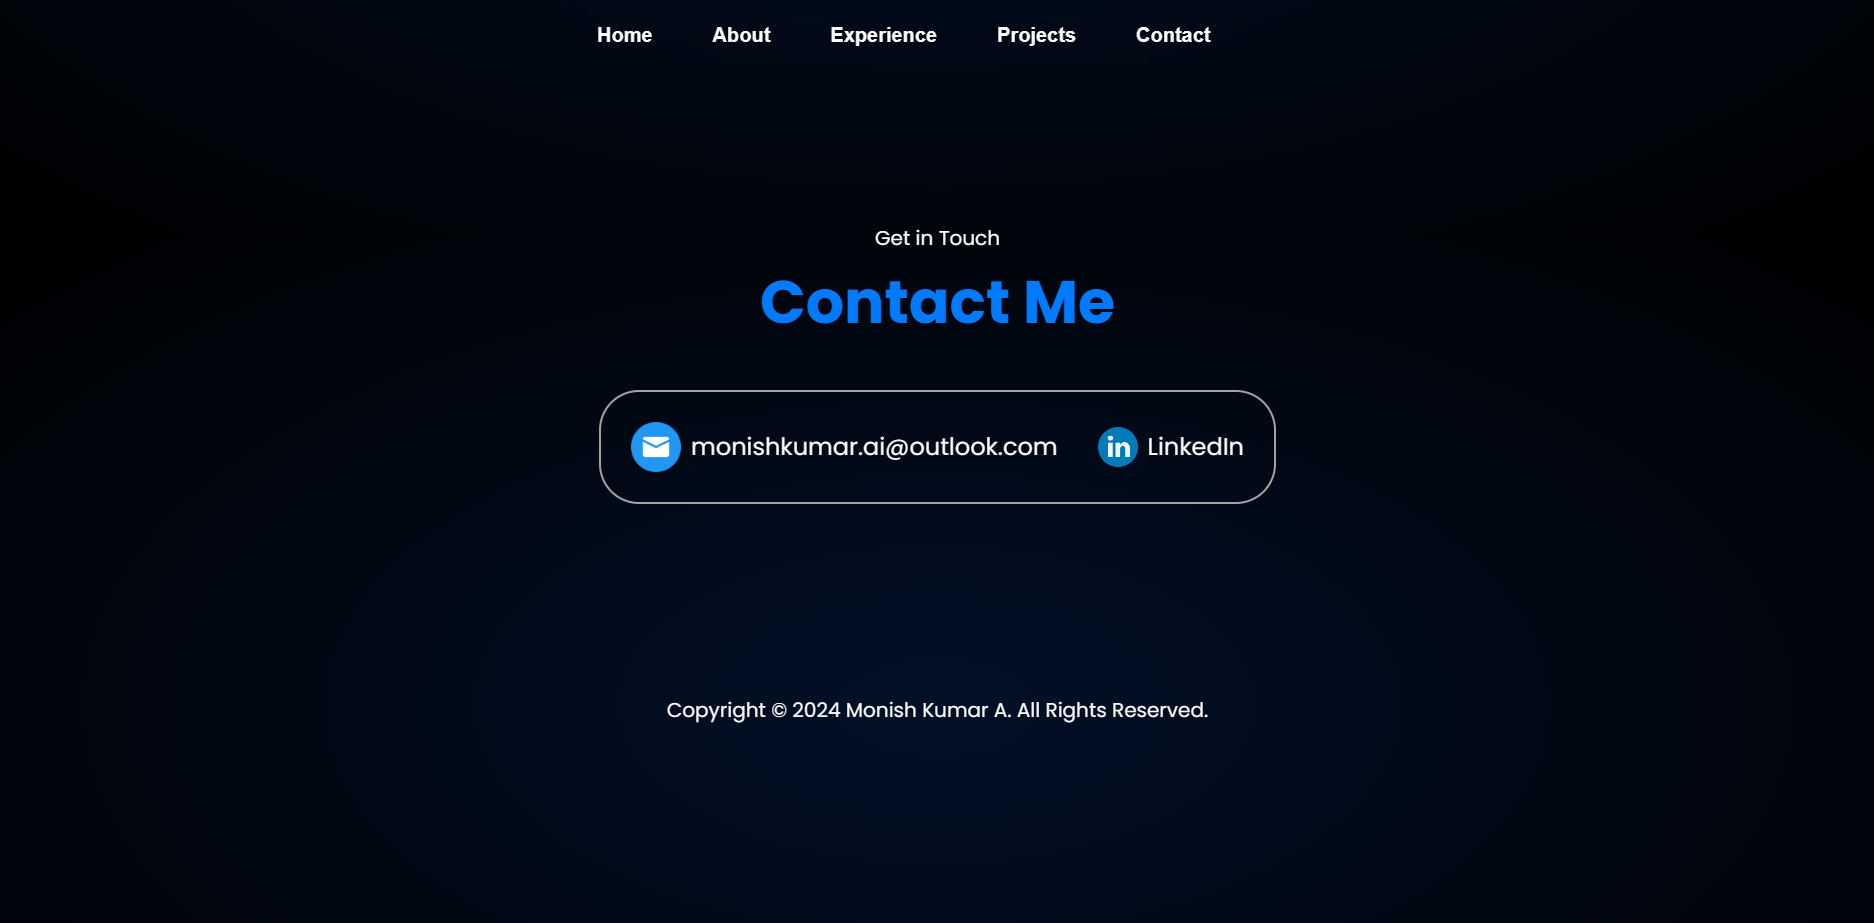 Home About Experience Projects Contact
Get in Touch
Contact Me
monishkumar.ai@outlook.com LinkedIn
Copyright © 2024 Monish Kumar A. All Rights Reserved.